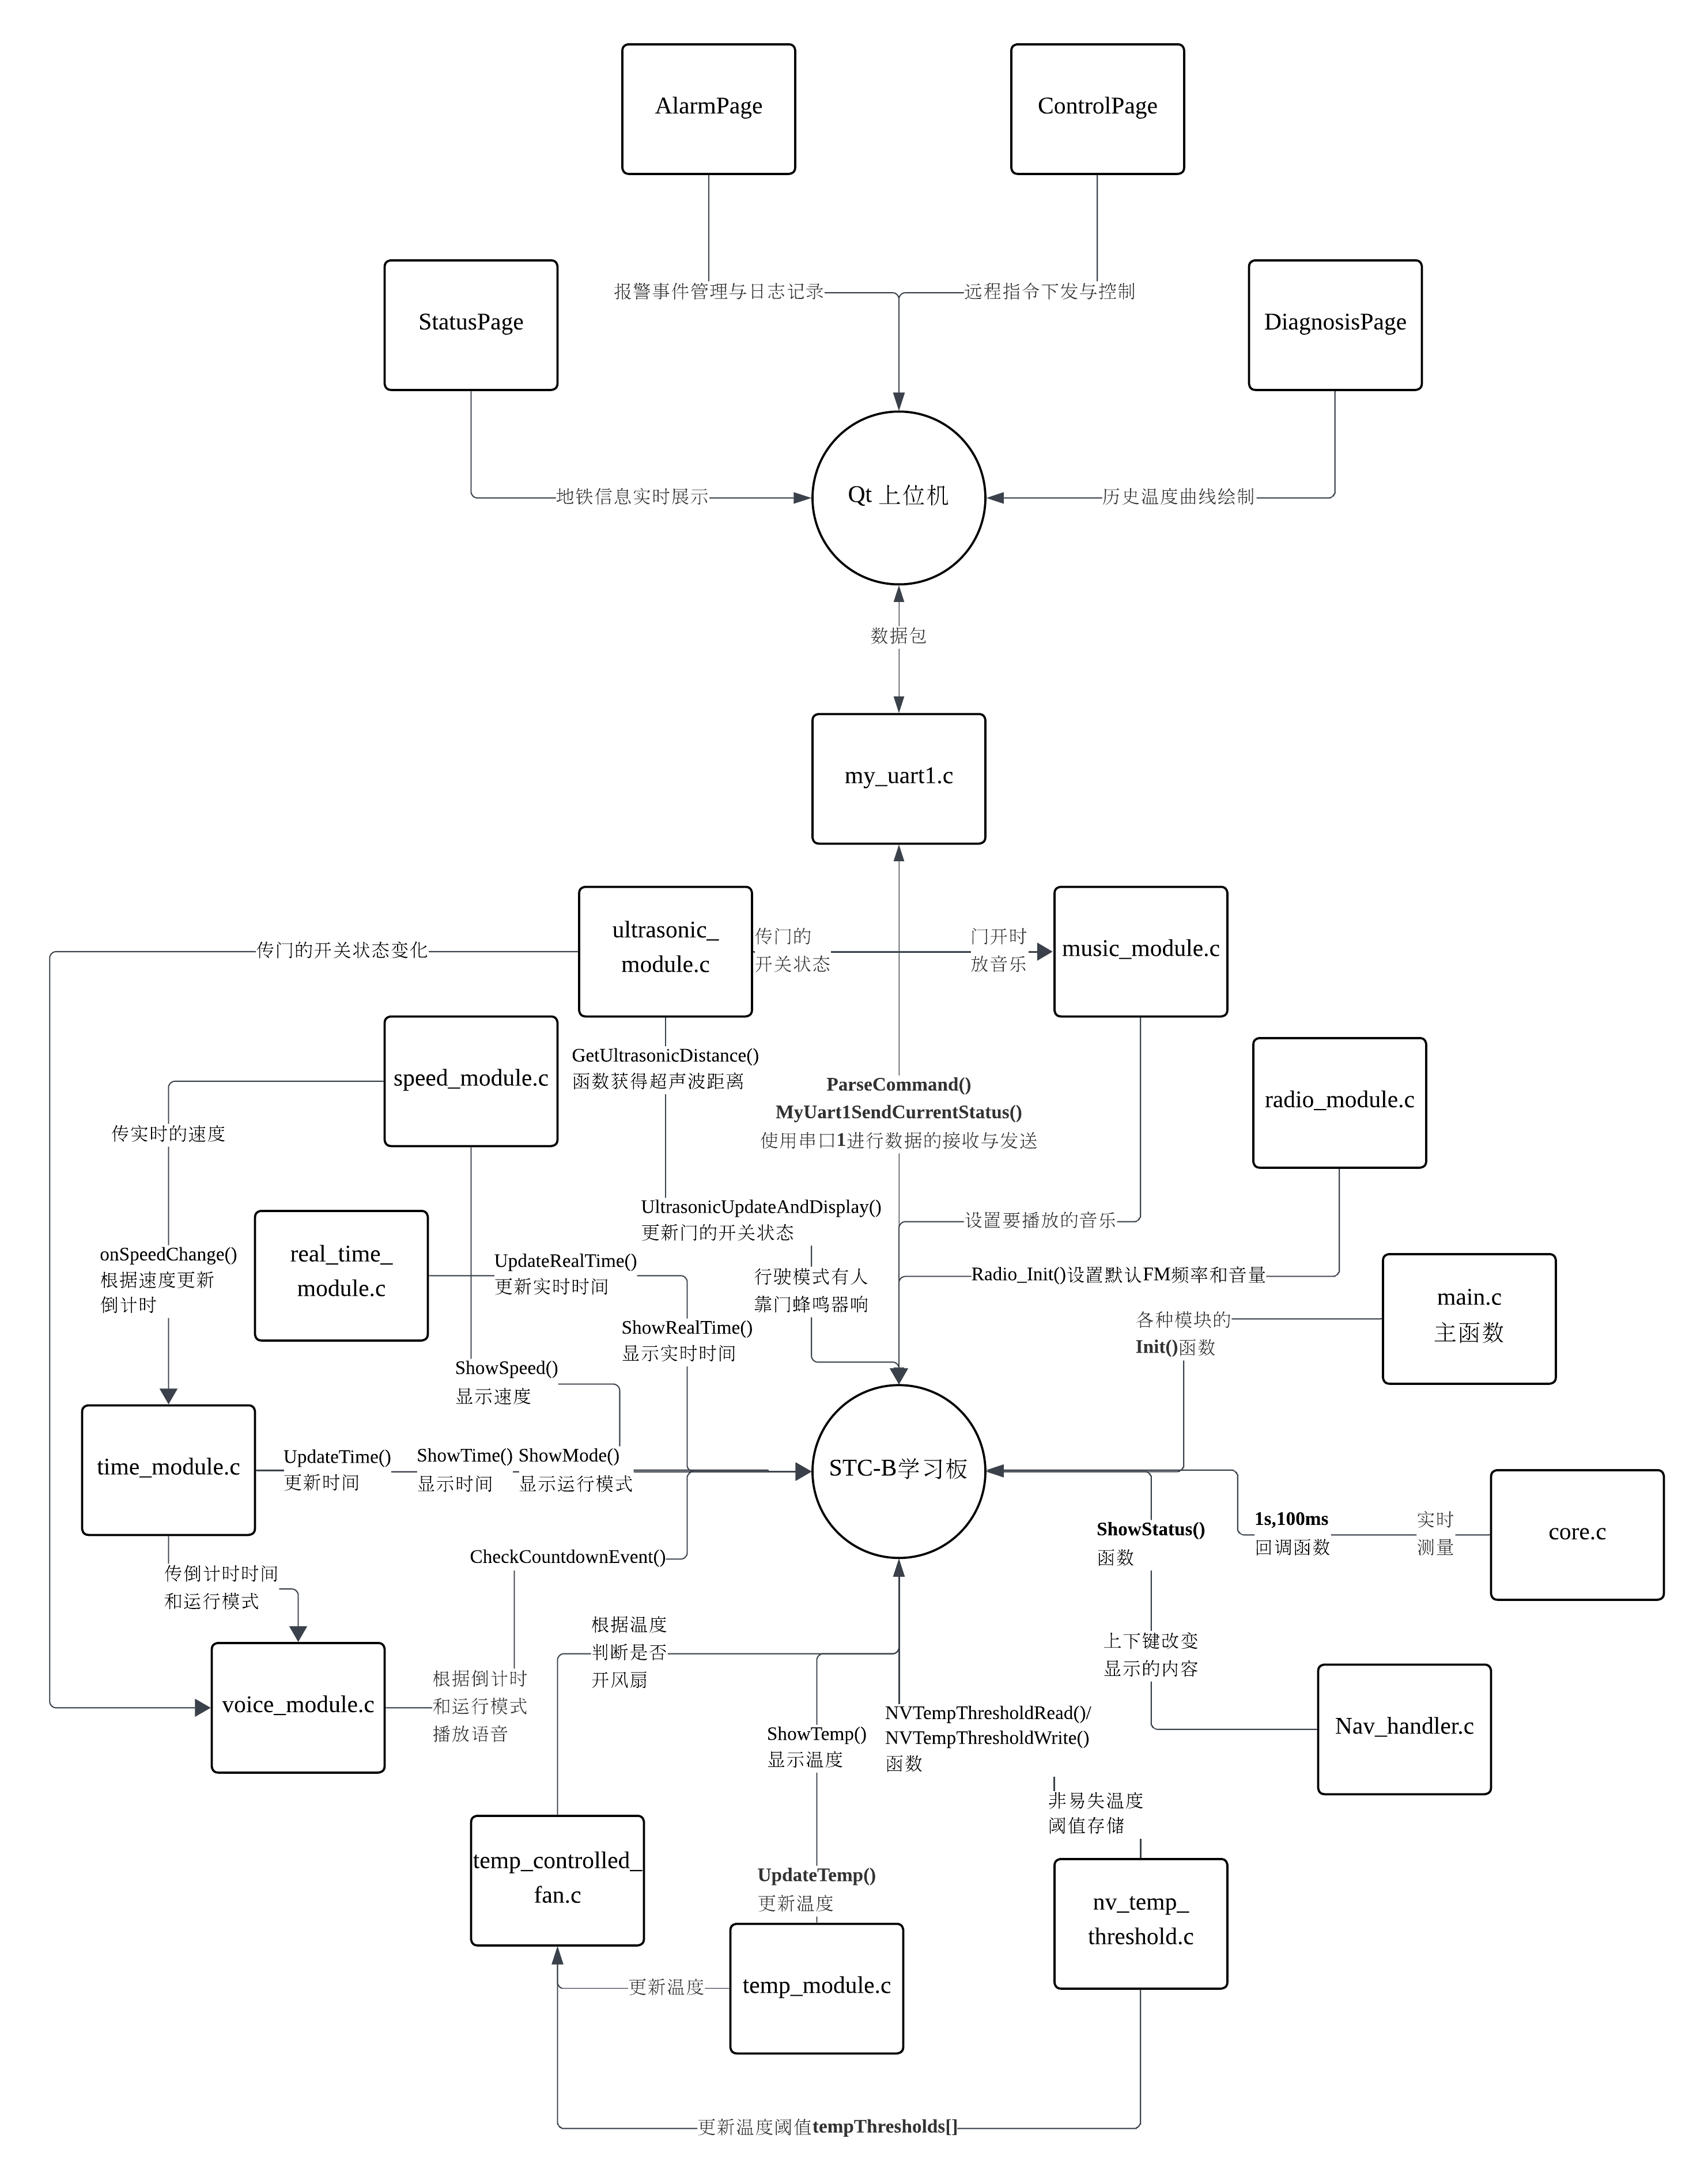 AlarmPage
ControlPage
报警事件管理与日志记录
远程指令下发与控制
StatusPage
DiagnosisPage
地铁信息实时展示
Qt 上位机
历史温度曲线绘制
数据包
my_uart1.c
传门的开关状态变化
ultrasonic_
module.c
传门的
开关状态
门开时
放音乐
music_module.c
speed_module.c
GetUltrasonicDistance()
函数获得超声波距离
ParseCommand()
MyUart1SendCurrentStatus()
使用串口1进行数据的接收与发送
radio_module.c
传实时的速度
UltrasonicUpdateAndDisplay()
更新门的开关状态
设置要播放的音乐
onSpeedChange()
根据速度更新
倒计时
real_time_
module.c
UpdateRealTime()
更新实时时间
行驶模式有人
靠门蜂鸣器响
Radio_Init()设置默认FM频率和音量
main.c
主函数
ShowRealTime()
显示实时时间
各种模块的
Init()函数
ShowSpeed()
显示速度
time_module.c
UpdateTime()
更新时间
ShowTime()
显示时间
ShowMode()
显示运行模式
STC-B学习板
ShowStatus()
函数
1s,100ms
回调函数
实时
测量
core.c
CheckCountdownEvent()
传倒计时时间
和运行模式
根据温度
判断是否
开风扇
上下键改变
显示的内容
voice_module.c
根据倒计时
和运行模式
播放语音
ShowTemp()
显示温度
NVTempThresholdRead()/
NVTempThresholdWrite()
函数
Nav_handler.c
非易失温度
阈值存储
temp_controlled_
fan.c
UpdateTemp()
更新温度
nv_temp_
threshold.c
更新温度
temp_module.c
更新温度阈值tempThresholds[]